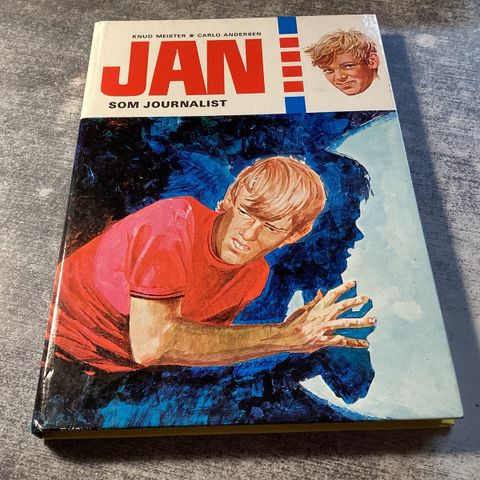 KNUD MEISTER ★ CARLO ANDERSEN
JAN
SOM JOURNALIST